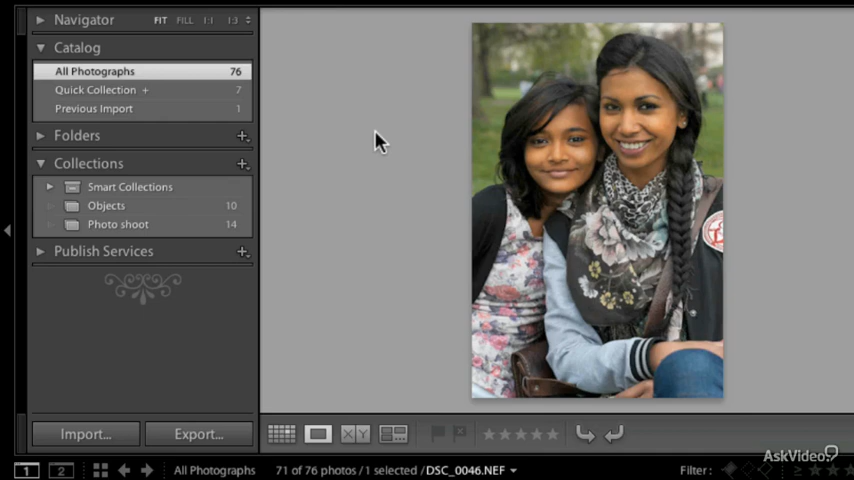 Navigator FIT FILL 1:1 1:3
Catalog
All Photographs 76
Quick Collection + 7
Previous Import 1
Folders +
Collections +
Smart Collections
Objects 10
Photo shoot 14
Publish Services +
Import... Export...
XY
1 2 All Photographs 71 of 76 photos / 1 selected / DSC_0046.NEF Filter :
AskVideo